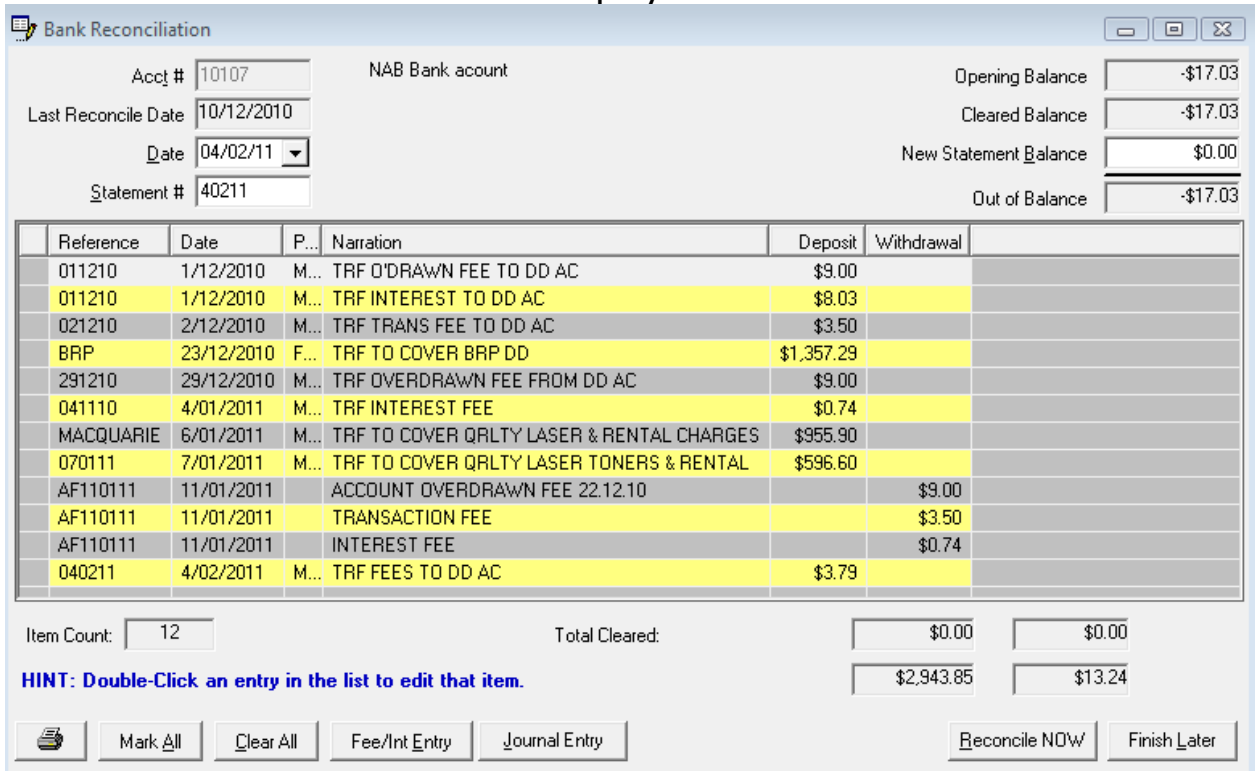 Bank Reconciliation
Acct # 10107 NAB Bank acount Opening Balance -$17.03
Last Reconcile Date 10/12/2010 Cleared Balance -$17.03
Date 04/02/11 New Statement Balance $0.00
Statement # 40211 Out of Balance -$17.03
Reference Date P... Narration Deposit Withdrawal
011210 1/12/2010 M... TRF O'DRAWN FEE TO DD AC $9.00
011210 1/12/2010 M... TRF INTEREST TO DD AC $8.03
021210 2/12/2010 M... TRF TRANS FEE TO DD AC $3.50
BRP 23/12/2010 F... TRF TO COVER BRP DD $1,357.29
291210 29/12/2010 M... TRF OVERDRAWN FEE FROM DD AC $9.00
041110 4/01/2011 M... TRF INTEREST FEE $0.74
MACQUARIE 6/01/2011 M... TRF TO COVER QRLTY LASER & RENTAL CHARGES $955.90
070111 7/01/2011 M... TRF TO COVER QRLTY LASER TONERS & RENTAL $596.60
AF110111 11/01/2011 ACCOUNT OVERDRAWN FEE 22.12.10 $9.00
AF110111 11/01/2011 TRANSACTION FEE $3.50
AF110111 11/01/2011 INTEREST FEE $0.74
040211 4/02/2011 M... TRF FEES TO DD AC $3.79
Item Count: 12 Total Cleared: $0.00 $0.00
HINT: Double-Click an entry in the list to edit that item. $2,943.85 $13.24
Mark All Clear All Fee/Int Entry Journal Entry Reconcile NOW Finish Later